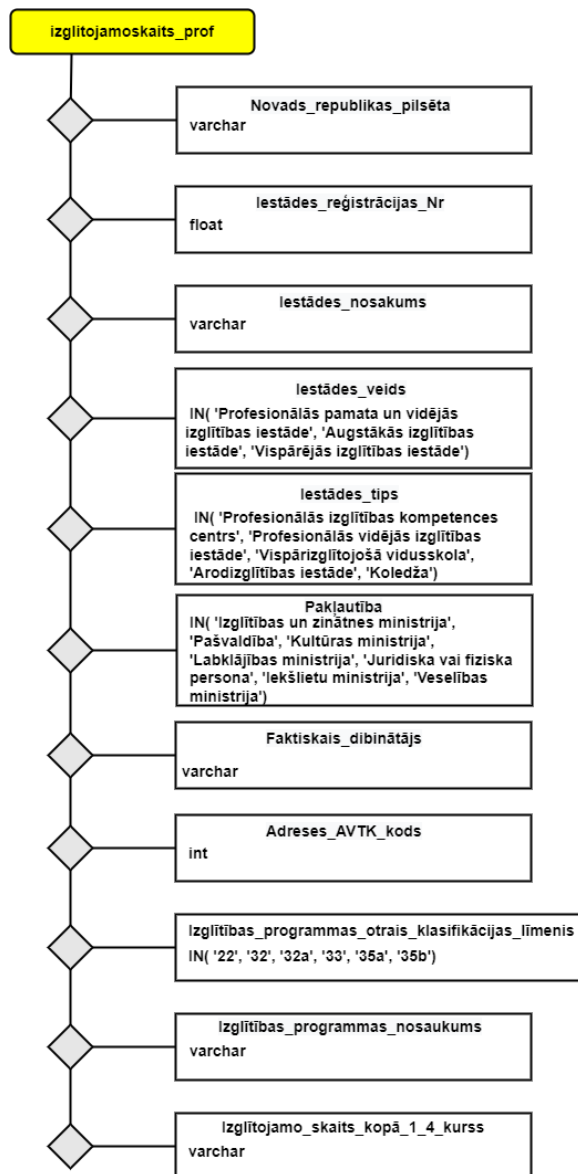 izglitojamoskaits_prof
Novads_republikas_pilsēta
varchar
Iestādes_reģistrācijas_Nr
float
Iestādes_nosakums
varchar
Iestādes_veids
IN( 'Profesionālās pamata un vidējās
izglītības iestāde', 'Augstākās izglītības
iestāde', 'Vispārējās izglītības iestāde')
Iestādes_tips
IN( 'Profesionālās izglītības kompetences
centrs', 'Profesionālās vidējās izglītības
iestāde', 'Vispārizglītojošā vidusskola',
'Arodizglītības iestāde', 'Koledža')
Pakļautība
IN( 'Izglītības un zinātnes ministrija',
'Pašvaldība', 'Kultūras ministrija',
'Labklājības ministrija', 'Juridiska vai fiziska
persona', 'Iekšlietu ministrija', 'Veselības
ministrija')
Faktiskais_dibinātājs
varchar
Adreses_AVTK_kods
int
Izglītības_programmas_otrais_klasifikācijas_līmenis
IN( '22', '32', '32a', '33', '35a', '35b')
Izglītības_programmas_nosaukums
varchar
Izglītojamo_skaits_kopā_1_4_kurss
varchar